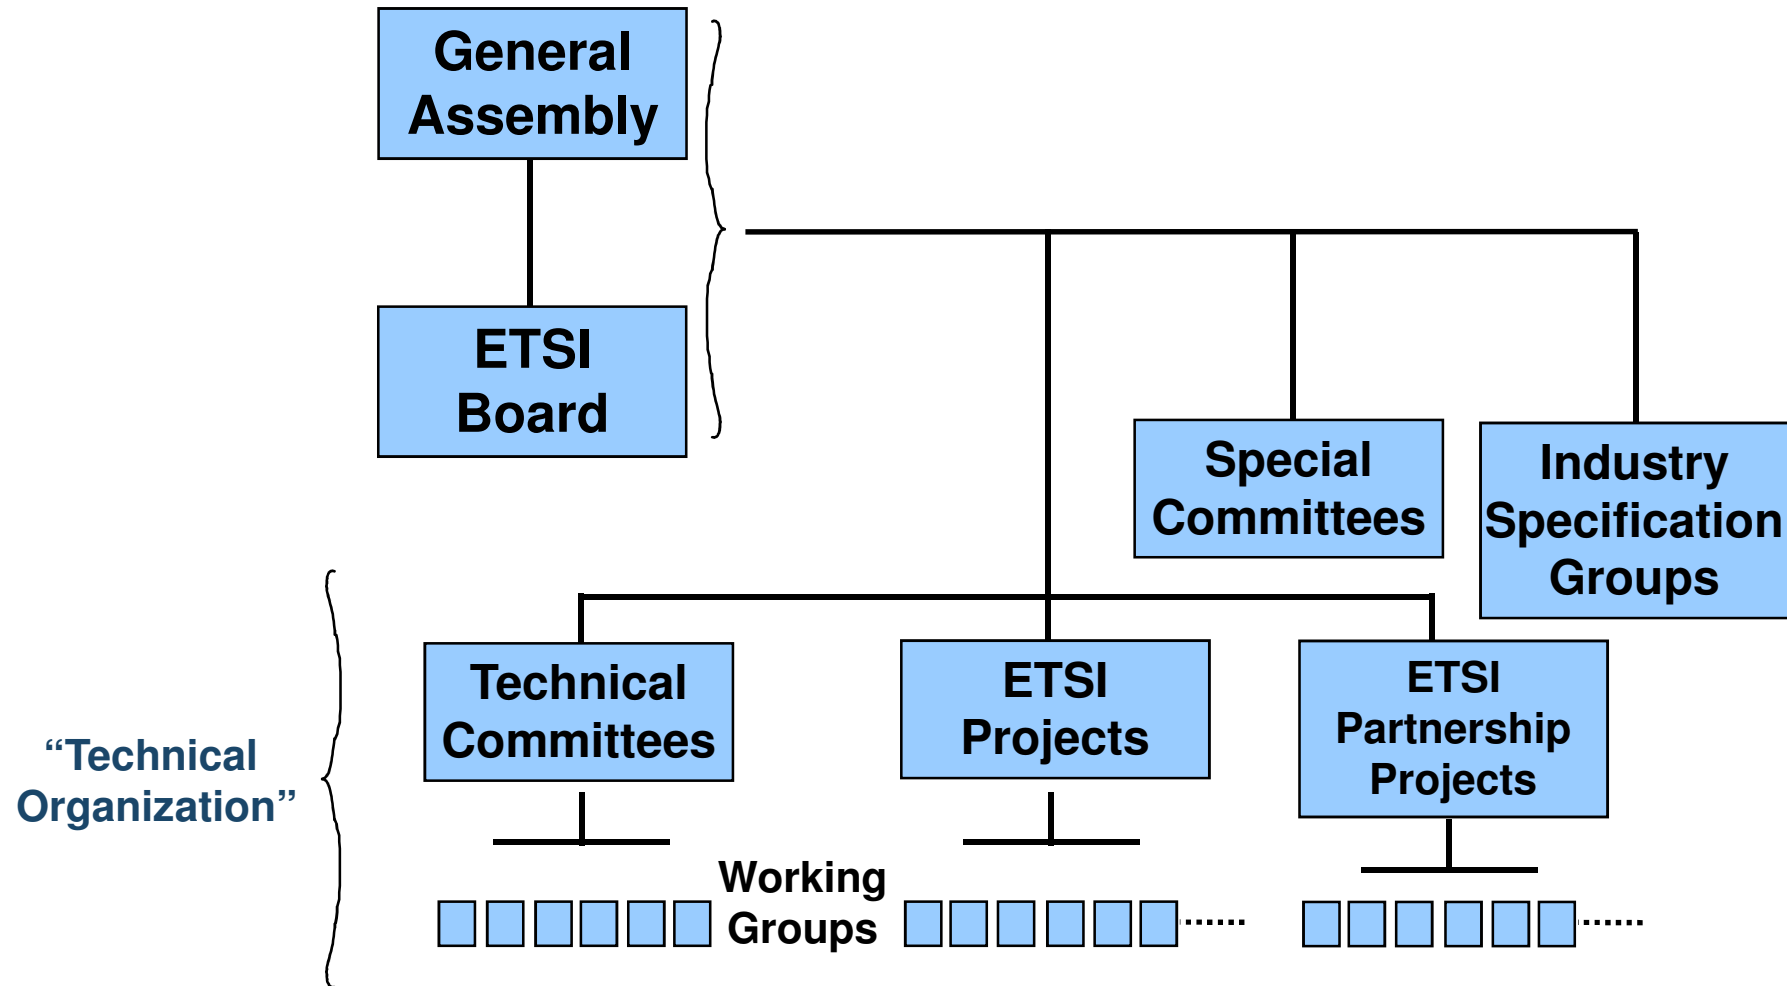 General
Assembly
ETSI
Board
Special
Committees
Industry
Specification
Groups
Technical
Committees
ETSI
Projects
ETSI
Partnership
Projects
“Technical
Organization”
Working
Groups